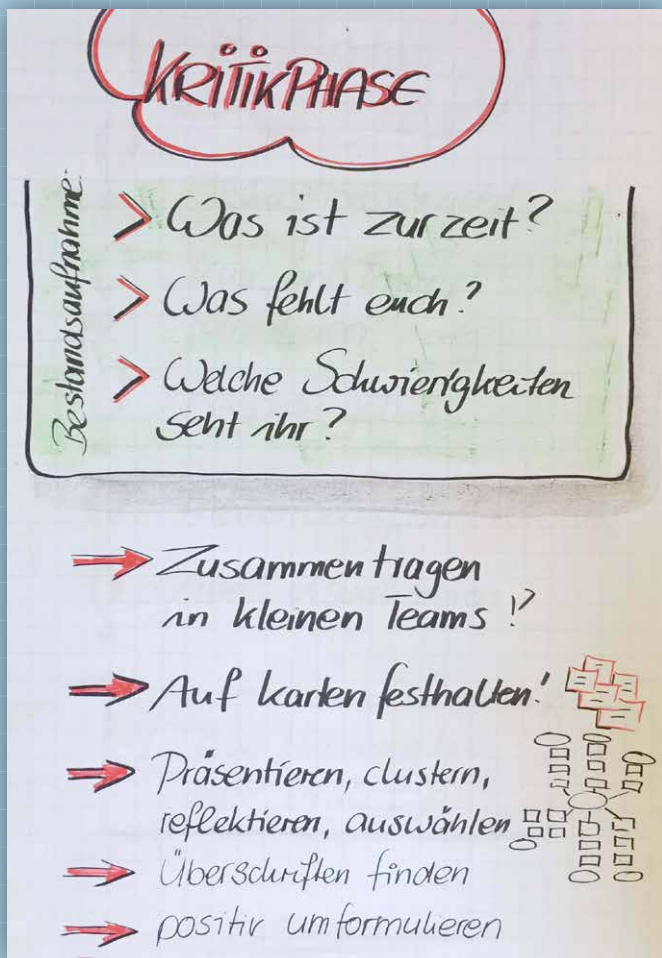 KRITIKPHASE
Bestandsaufnahme:
> Was ist zurzeit?
> Was fehlt euch?
> Welche Schwierigkeiten
seht ihr?
→ Zusammentragen
in kleinen Teams!?
→ Auf Karten festhalten!
→ Präsentieren, clustern,
reflektieren, auswählen
→ Überschriften finden
→ positiv umformulieren